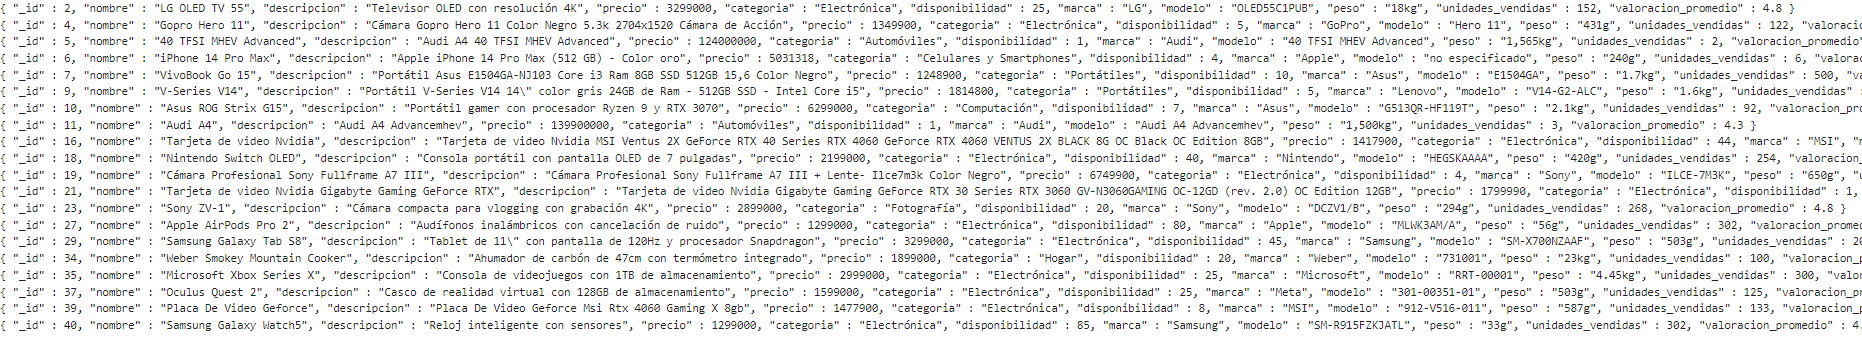 { "_id" : 2, "nombre" : "LG OLED TV 55", "descripcion" : "Televisor OLED con resolución 4K", "precio" : 3299000, "categoria" : "Electrónica", "disponibilidad" : 25, "marca" : "LG", "modelo" : "OLED55C1PUB", "peso" : "18kg", "unidades_vendidas" : 152, "valoracion_promedio" : 4.8 }
{ "_id" : 4, "nombre" : "Gopro Hero 11", "descripcion" : "Cámara Gopro Hero 11 Color Negro 5.3k 2704x1520 Cámara de Acción", "precio" : 1349900, "categoria" : "Electrónica", "disponibilidad" : 5, "marca" : "GoPro", "modelo" : "Hero 11", "peso" : "431g", "unidades_vendidas" : 122, "valoracio
{ "_id" : 5, "nombre" : "40 TFSI MHEV Advanced", "descripcion" : "Audi A4 40 TFSI MHEV Advanced", "precio" : 124000000, "categoria" : "Automóviles", "disponibilidad" : 1, "marca" : "Audi", "modelo" : "40 TFSI MHEV Advanced", "peso" : "1,565kg", "unidades_vendidas" : 2, "valoracion_promedio"
{ "_id" : 6, "nombre" : "iPhone 14 Pro Max", "descripcion" : "Apple iPhone 14 Pro Max (512 GB) - Color oro", "precio" : 5031318, "categoria" : "Celulares y Smartphones", "disponibilidad" : 4, "marca" : "Apple", "modelo" : "no especificado", "peso" : "240g", "unidades_vendidas" : 6, "valoracion
{ "_id" : 7, "nombre" : "VivoBook Go 15", "descripcion" : "Portátil Asus E1504GA-NJ103 Core i3 Ram 8GB SSD 512GB 15,6 Color Negro", "precio" : 1248900, "categoria" : "Portátiles", "disponibilidad" : 10, "marca" : "Asus", "modelo" : "E1504GA", "peso" : "1.7kg", "unidades_vendidas" : 500, "valorac
{ "_id" : 9, "nombre" : "V-Series V14", "descripcion" : "Portátil V-Series V14 14\" color gris 24GB de Ram - 512GB SSD - Intel Core i5", "precio" : 1814800, "categoria" : "Portátiles", "disponibilidad" : 5, "marca" : "Lenovo", "modelo" : "V14-G2-ALC", "peso" : "1.6kg", "unidades_vendidas" :
{ "_id" : 10, "nombre" : "Asus ROG Strix G15", "descripcion" : "Portátil gamer con procesador Ryzen 9 y RTX 3070", "precio" : 6299000, "categoria" : "Computación", "disponibilidad" : 7, "marca" : "Asus", "modelo" : "G513QR-HF119T", "peso" : "2.1kg", "unidades_vendidas" : 92, "valoracion_pro
{ "_id" : 11, "nombre" : "Audi A4", "descripcion" : "Audi A4 Advancemhev", "precio" : 139900000, "categoria" : "Automóviles", "disponibilidad" : 1, "marca" : "Audi", "modelo" : "Audi A4 Advancemhev", "peso" : "1,500kg", "unidades_vendidas" : 3, "valoracion_promedio" : 4.3 }
{ "_id" : 16, "nombre" : "Tarjeta de video Nvidia", "descripcion" : "Tarjeta de video Nvidia MSI Ventus 2X GeForce RTX 40 Series RTX 4060 GeForce RTX 4060 VENTUS 2X BLACK 8G OC Black OC Edition 8GB", "precio" : 1417900, "categoria" : "Electrónica", "disponibilidad" : 44, "marca" : "MSI", "m
{ "_id" : 18, "nombre" : "Nintendo Switch OLED", "descripcion" : "Consola portátil con pantalla OLED de 7 pulgadas", "precio" : 2199000, "categoria" : "Electrónica", "disponibilidad" : 40, "marca" : "Nintendo", "modelo" : "HEGSKAAAA", "peso" : "420g", "unidades_vendidas" : 254, "valoracion_
{ "_id" : 19, "nombre" : "Cámara Profesional Sony Fullframe A7 III", "descripcion" : "Cámara Profesional Sony Fullframe A7 III + Lente- Ilce7m3k Color Negro", "precio" : 6749900, "categoria" : "Electrónica", "disponibilidad" : 4, "marca" : "Sony", "modelo" : "ILCE-7M3K", "peso" : "650g", "u
{ "_id" : 21, "nombre" : "Tarjeta de video Nvidia Gigabyte Gaming GeForce RTX", "descripcion" : "Tarjeta de video Nvidia Gigabyte Gaming GeForce RTX 30 Series RTX 3060 GV-N3060GAMING OC-12GD (rev. 2.0) OC Edition 12GB", "precio" : 1799990, "categoria" : "Electrónica", "disponibilidad" : 1,
{ "_id" : 23, "nombre" : "Sony ZV-1", "descripcion" : "Cámara compacta para vlogging con grabación 4K", "precio" : 2899000, "categoria" : "Fotografía", "disponibilidad" : 20, "marca" : "Sony", "modelo" : "DCZV1/B", "peso" : "294g", "unidades_vendidas" : 268, "valoracion_promedio" : 4.8 }
{ "_id" : 27, "nombre" : "Apple AirPods Pro 2", "descripcion" : "Audífonos inalámbricos con cancelación de ruido", "precio" : 1299000, "categoria" : "Electrónica", "disponibilidad" : 80, "marca" : "Apple", "modelo" : "MLWK3AM/A", "peso" : "56g", "unidades_vendidas" : 302, "valoracion_promed
{ "_id" : 29, "nombre" : "Samsung Galaxy Tab S8", "descripcion" : "Tablet de 11\" con pantalla de 120Hz y procesador Snapdragon", "precio" : 3299000, "categoria" : "Electrónica", "disponibilidad" : 45, "marca" : "Samsung", "modelo" : "SM-X700NZAAF", "peso" : "503g", "unidades_vendidas" : 20
{ "_id" : 34, "nombre" : "Weber Smokey Mountain Cooker", "descripcion" : "Ahumador de carbón de 47cm con termómetro integrado", "precio" : 1899000, "categoria" : "Hogar", "disponibilidad" : 20, "marca" : "Weber", "modelo" : "731001", "peso" : "23kg", "unidades_vendidas" : 100, "valoracion_pr
{ "_id" : 35, "nombre" : "Microsoft Xbox Series X", "descripcion" : "Consola de videojuegos con 1TB de almacenamiento", "precio" : 2999000, "categoria" : "Electrónica", "disponibilidad" : 25, "marca" : "Microsoft", "modelo" : "RRT-00001", "peso" : "4.45kg", "unidades_vendidas" : 300, "valor
{ "_id" : 37, "nombre" : "Oculus Quest 2", "descripcion" : "Casco de realidad virtual con 128GB de almacenamiento", "precio" : 1599000, "categoria" : "Electrónica", "disponibilidad" : 25, "marca" : "Meta", "modelo" : "301-00351-01", "peso" : "503g", "unidades_vendidas" : 125, "valoracion_pr
{ "_id" : 39, "nombre" : "Placa De Video Geforce", "descripcion" : "Placa De Video Geforce Msi Rtx 4060 Gaming X 8gb", "precio" : 1477900, "categoria" : "Electrónica", "disponibilidad" : 8, "marca" : "MSI", "modelo" : "912-V516-011", "peso" : "587g", "unidades_vendidas" : 133, "valoracion_p
{ "_id" : 40, "nombre" : "Samsung Galaxy Watch5", "descripcion" : "Reloj inteligente con sensores", "precio" : 1299000, "categoria" : "Electrónica", "disponibilidad" : 85, "marca" : "Samsung", "modelo" : "SM-R915FZKJATL", "peso" : "33g", "unidades_vendidas" : 302, "valoracion_promedio" : 4.